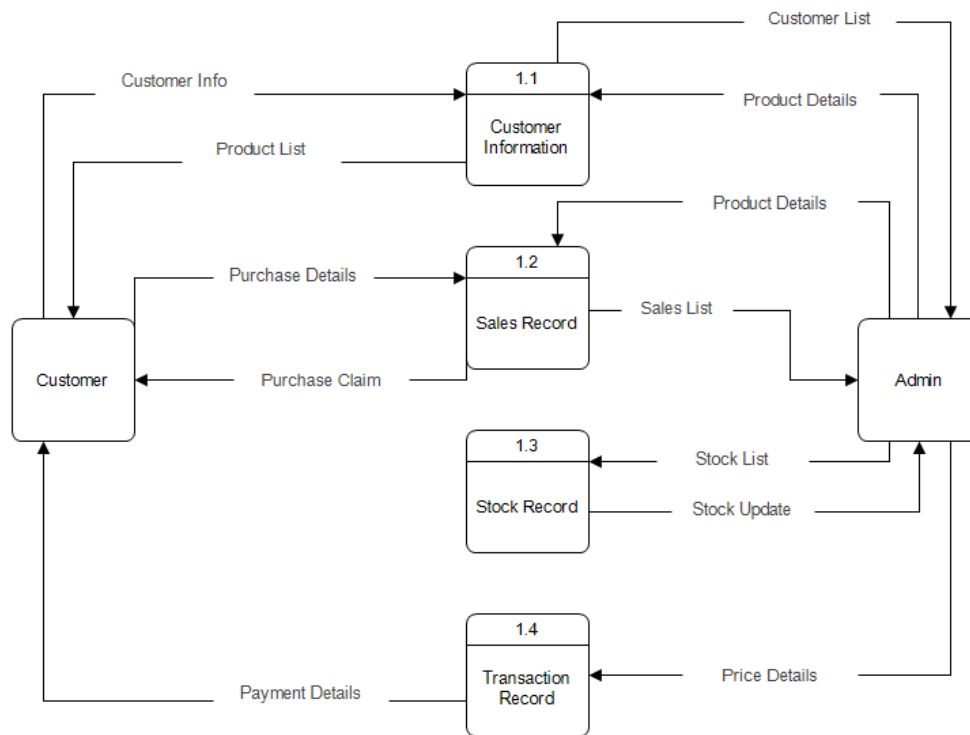 Customer List
Customer Info
1.1
Product Details
Customer
Information
Product List
Product Details
1.2
Purchase Details
Sales List
Sales Record
Customer
Purchase Claim
Admin
1.3
Stock List
Stock Record
Stock Update
1.4
Transaction
Record
Price Details
Payment Details